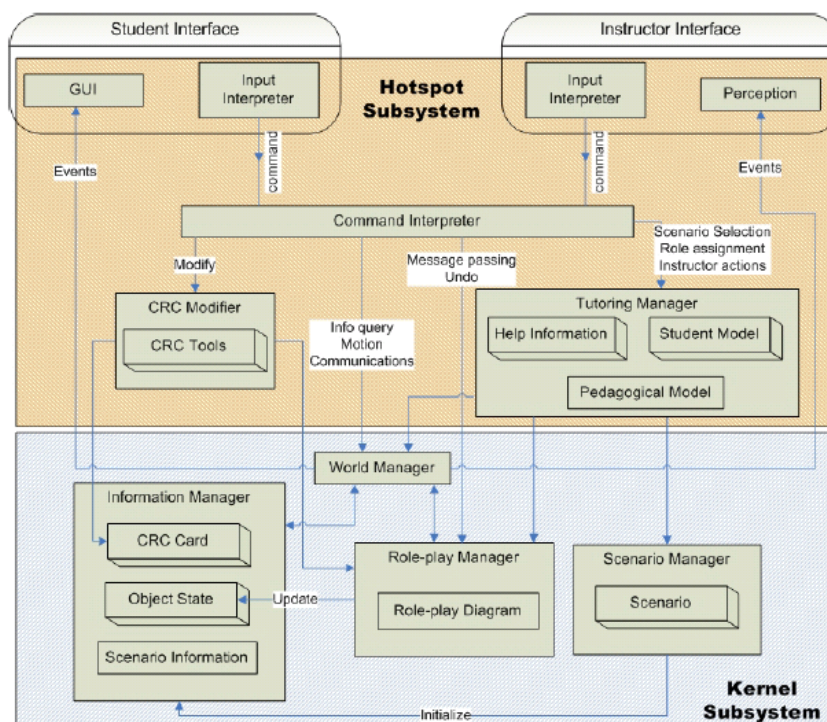 Student Interface
Instructor Interface
GUI
Input
Interpreter
Hotspot
Subsystem
Input
Interpreter
Perception
Events
command
command
Events
Command Interpreter
Modify
Message passing
Undo
Scenario Selection
Role assignment
Instructor actions
CRC Modifier
CRC Tools
Info query
Motion
Communications
Tutoring Manager
Help Information
Student Model
Pedagogical Model
World Manager
Information Manager
CRC Card
Object State
Scenario Information
Update
Role-play Manager
Role-play Diagram
Scenario Manager
Scenario
Initialize
Kernel
Subsystem